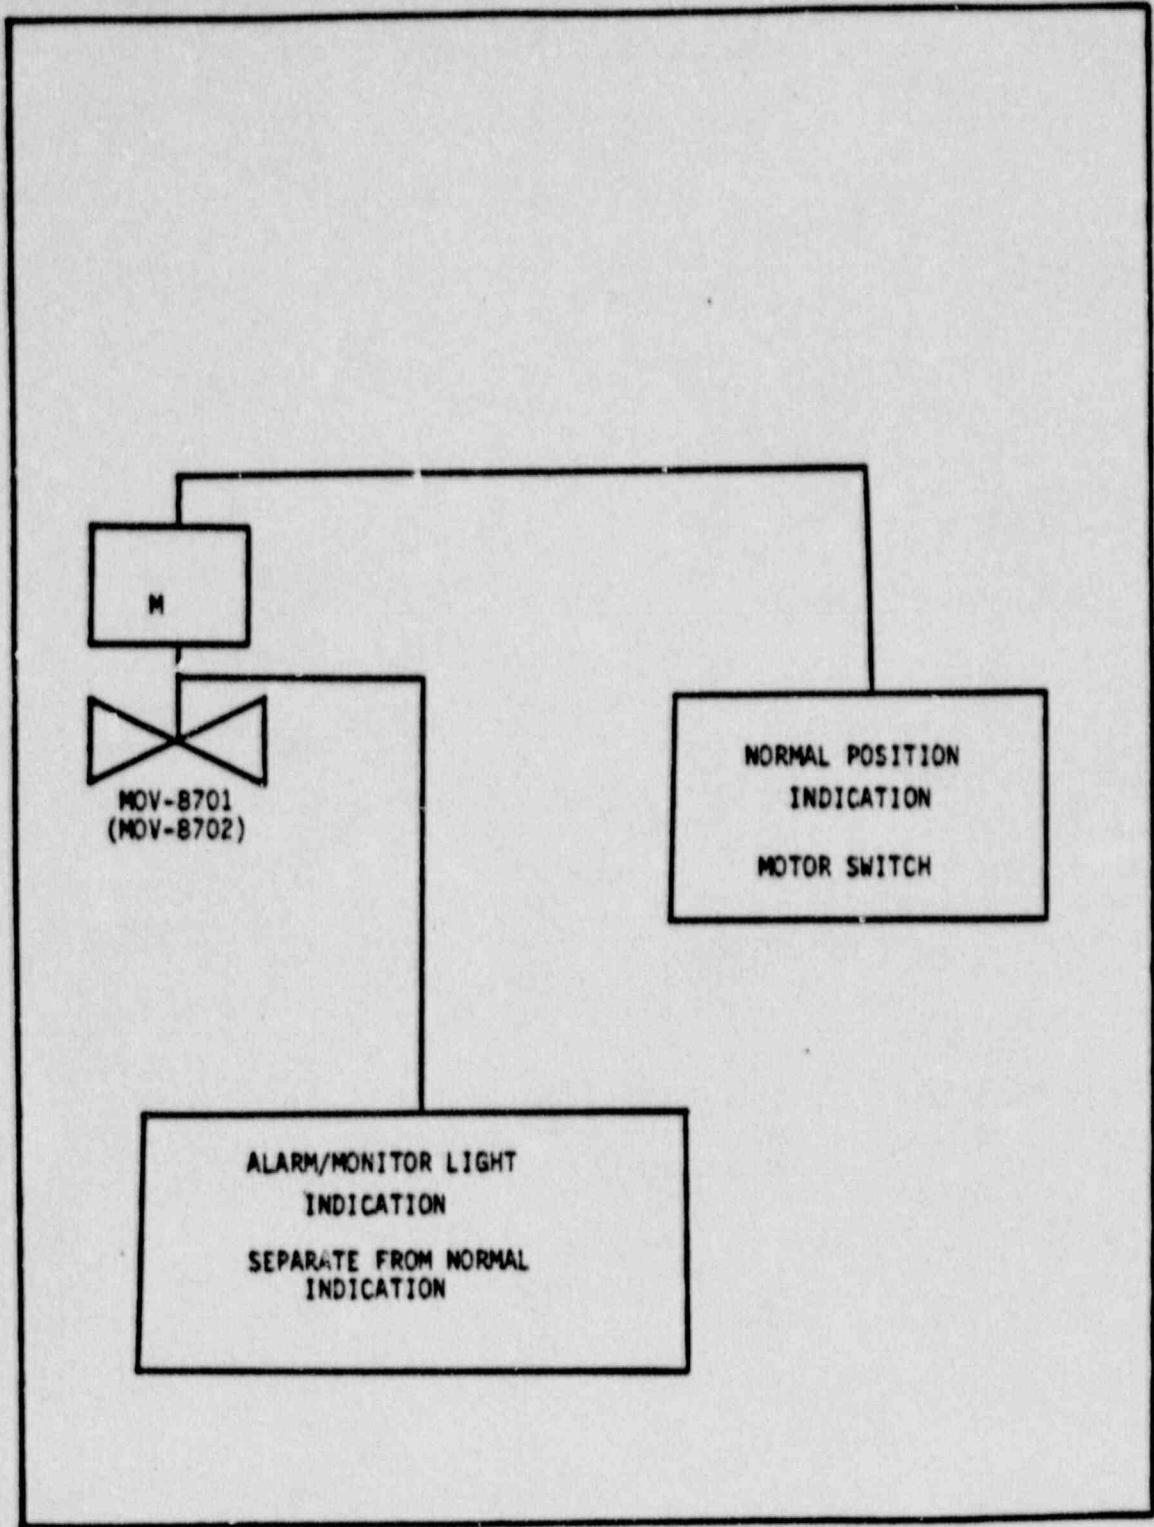 M
MOV-8701
(MOV-8702)
NORMAL POSITION
INDICATION
MOTOR SWITCH
ALARM/MONITOR LIGHT
INDICATION
SEPARATE FROM NORMAL
INDICATION